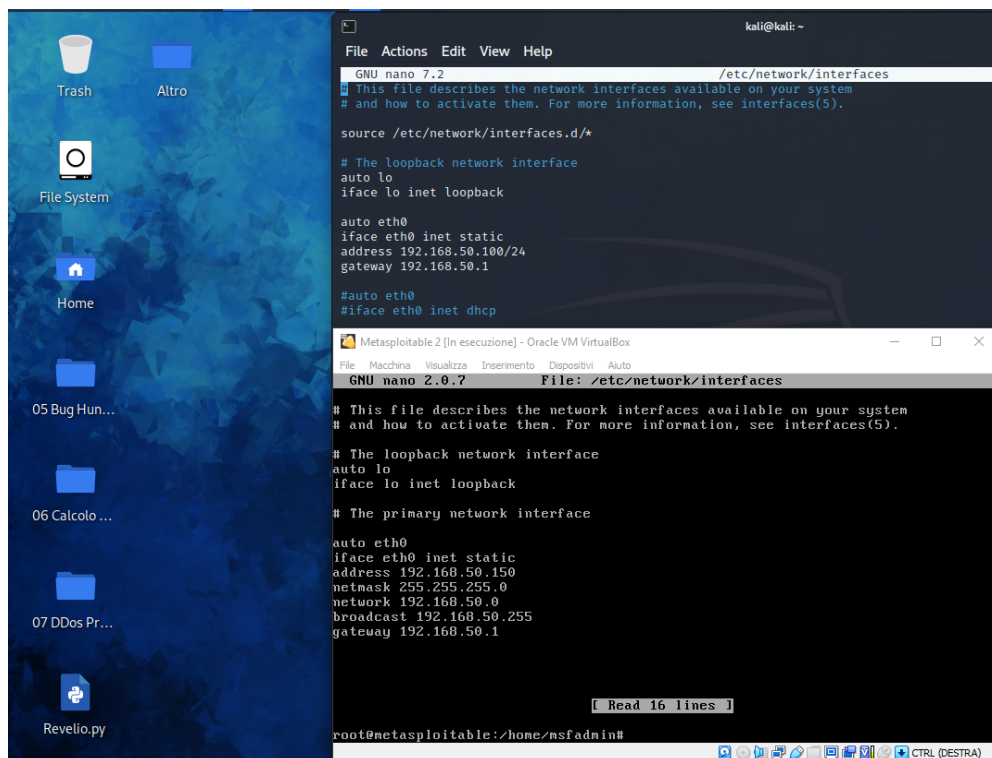 Trash
Altro
File System
Home
05 Bug Hun...
06 Calcolo ...
07 DDos Pr...
Revelio.py
kali@kali: ~
File Actions Edit View Help
GNU nano 7.2 /etc/network/interfaces
# This file describes the network interfaces available on your system
# and how to activate them. For more information, see interfaces(5).
source /etc/network/interfaces.d/*
# The loopback network interface
auto lo
iface lo inet loopback
auto eth0
iface eth0 inet static
address 192.168.50.100/24
gateway 192.168.50.1
#auto eth0
#iface eth0 inet dhcp
Metasploitable 2 [In esecuzione] - Oracle VM VirtualBox
File Macchina Visualizza Inserimento Dispositivi Aiuto
GNU nano 2.0.7 File: /etc/network/interfaces
# This file describes the network interfaces available on your system
# and how to activate them. For more information, see interfaces(5).
# The loopback network interface
auto lo
iface lo inet loopback
# The primary network interface
auto eth0
iface eth0 inet static
address 192.168.50.150
netmask 255.255.255.0
network 192.168.50.0
broadcast 192.168.50.255
gateway 192.168.50.1
[ Read 16 lines ]
root@metasploitable:/home/msfadmin#
CTRL (DESTRA)